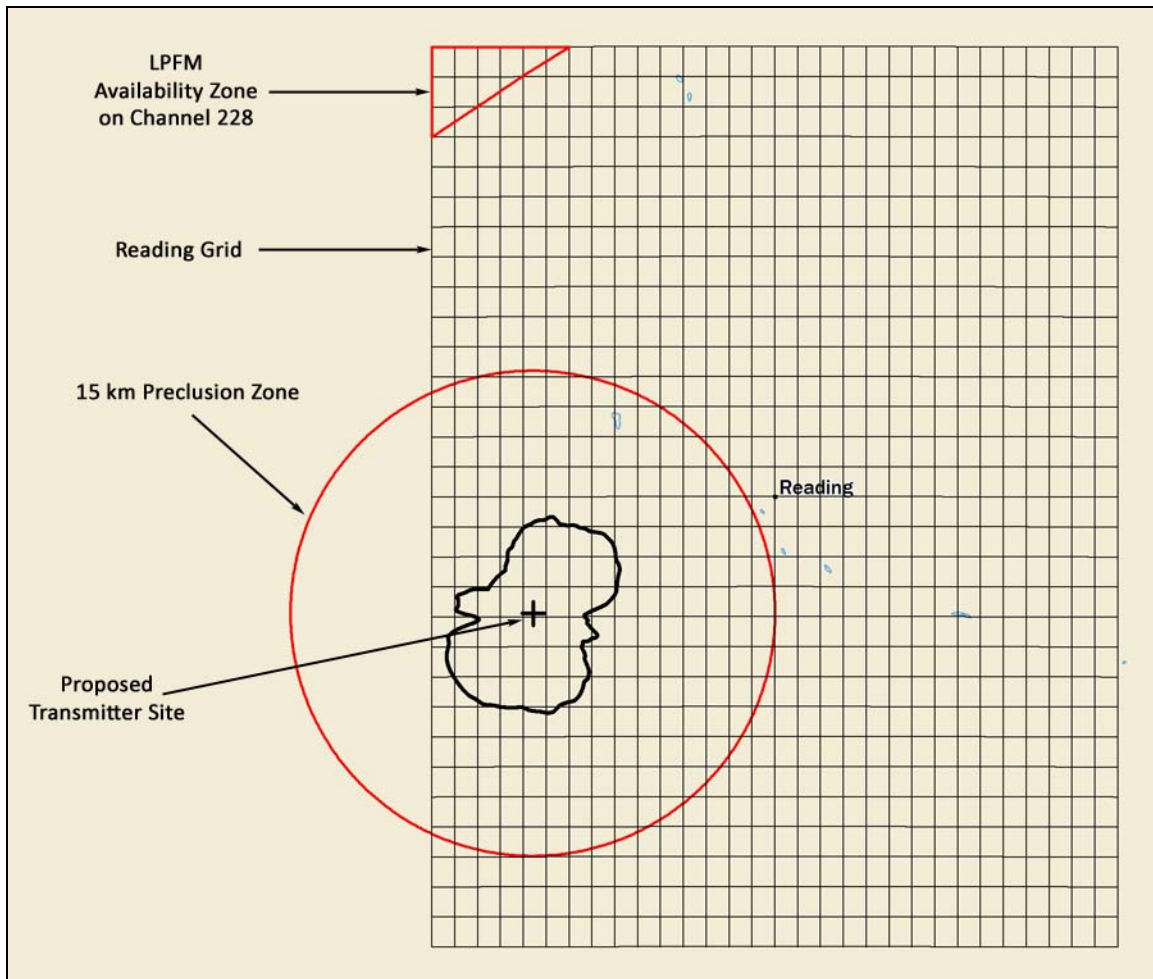 LPFM
Availability Zone
on Channel 228
Reading Grid
15 km Preclusion Zone
Reading
Proposed
Transmitter Site